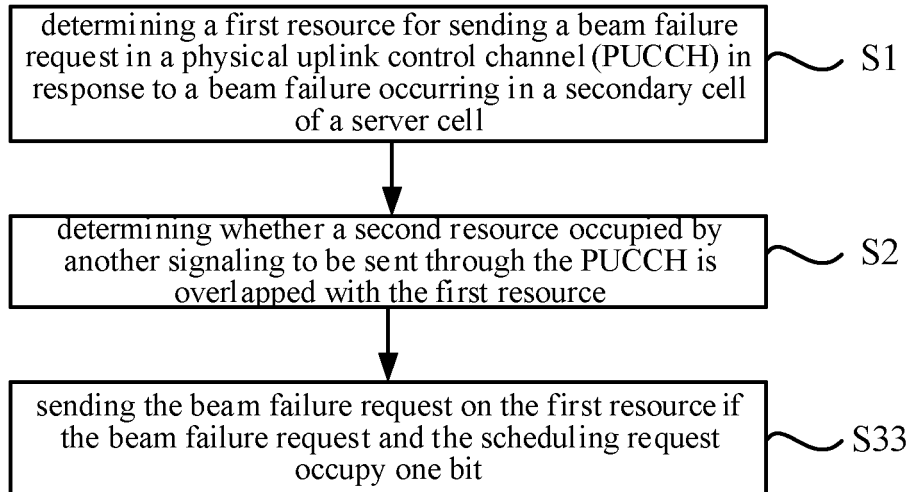 determining a first resource for sending a beam failure
request in a physical uplink control channel (PUCCH) in
response to a beam failure occurring in a secondary cell
of a server cell
S1
determining whether a second resource occupied by
another signaling to be sent through the PUCCH is
overlapped with the first resource
S2
sending the beam failure request on the first resource if
the beam failure request and the scheduling request
occupy one bit
S33